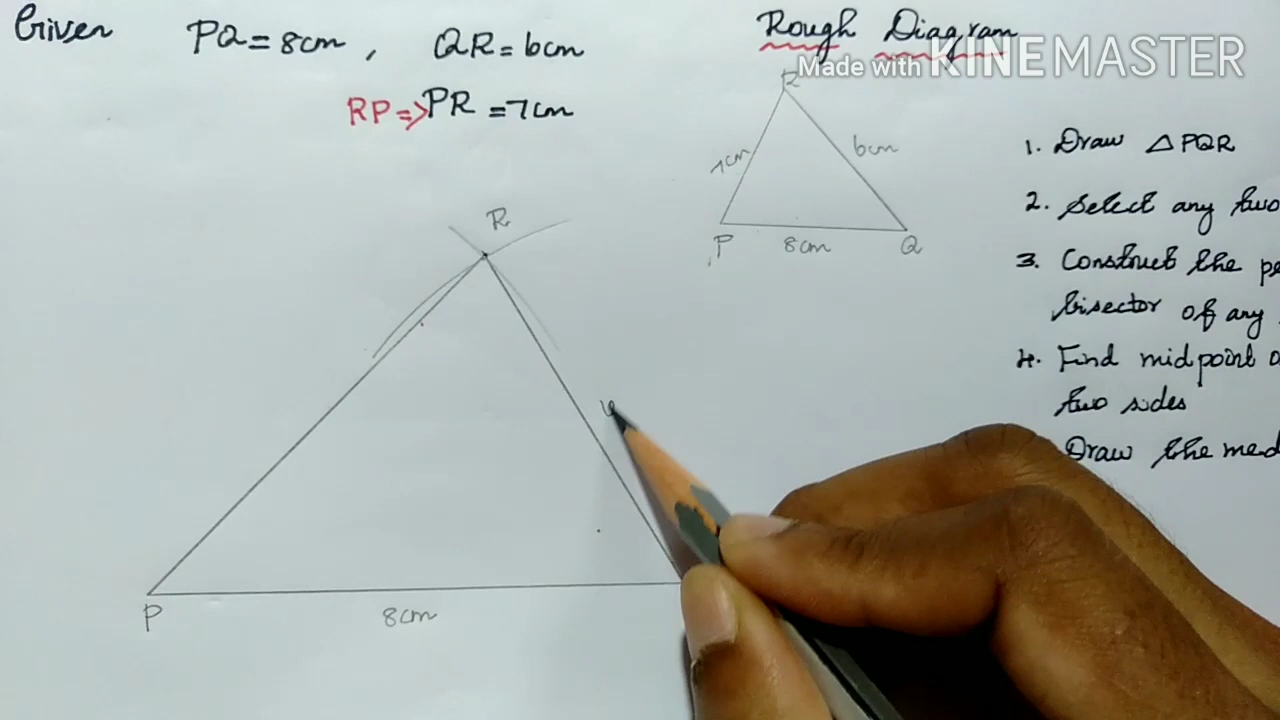 Given PQ = 8cm , QR = 6cm
RP => PR = 7cm
Rough Diagram
Made with KINEMASTER
R
7cm 6cm
P 8cm Q
1. Draw △PQR
2. Select any two
3. Construct the pe
bisector of any
4. Find midpoint o
two sides
Draw the med
R
P 8cm